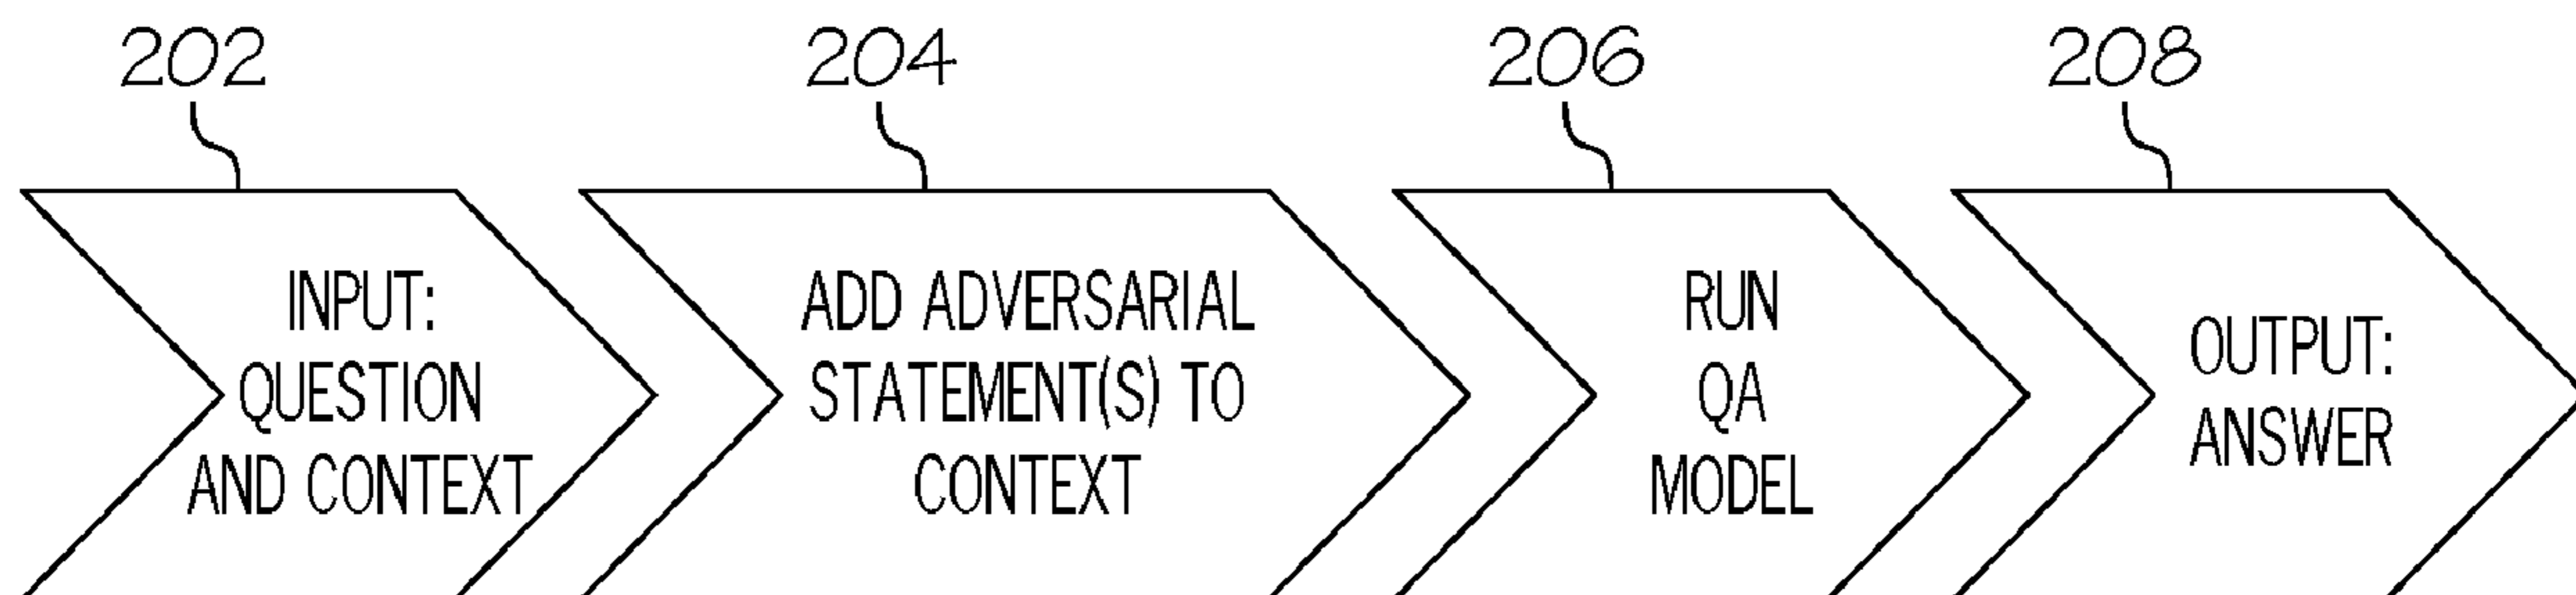 202
204
206
208
INPUT:
QUESTION
AND CONTEXT
ADD ADVERSARIAL
STATEMENT(S) TO
CONTEXT
RUN
QA
MODEL
OUTPUT:
ANSWER